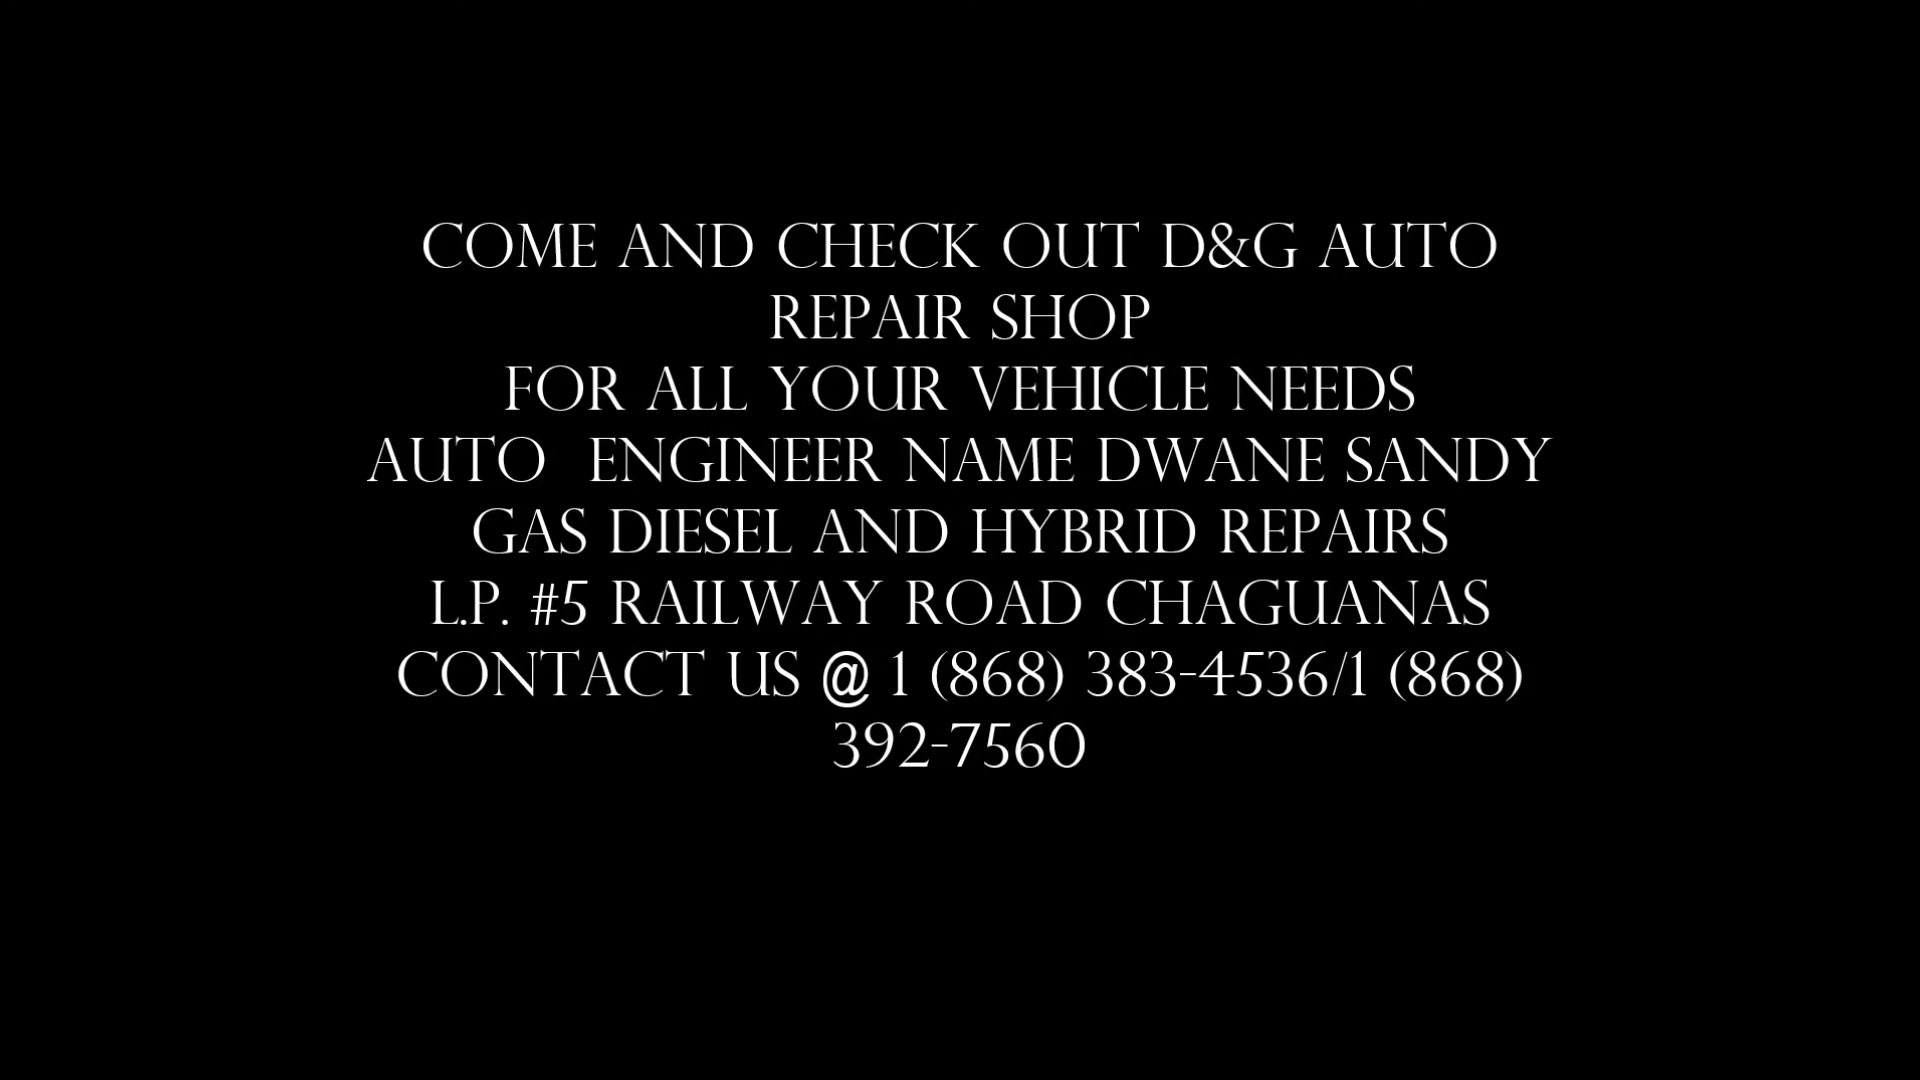 COME AND CHECK OUT D&G AUTO
REPAIR SHOP
FOR ALL YOUR VEHICLE NEEDS
AUTO  ENGINEER NAME DWANE SANDY
GAS DIESEL AND HYBRID REPAIRS
L.P. #5 RAILWAY ROAD CHAGUANAS
CONTACT US @ 1 (868) 383-4536/1 (868)
392-7560